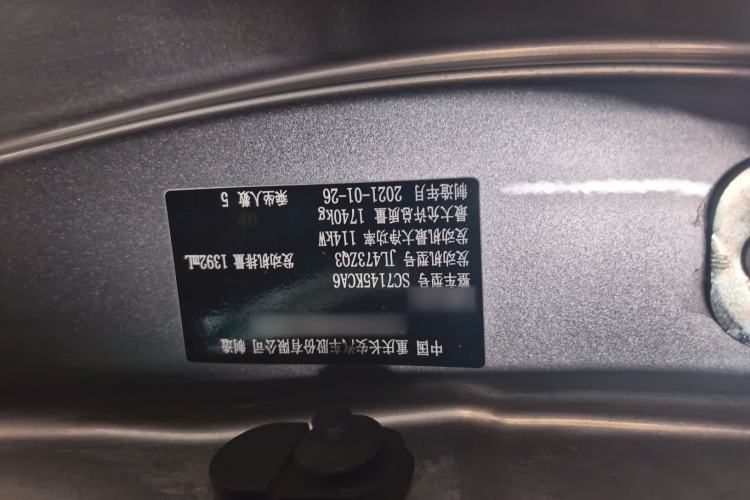 中国 重庆长安汽车股份有限公司 制造
整车型号 SC7145KCA6
发动机型号 JL473ZQ3 发动机排量 1392mL
发动机最大净功率 114kW
最大允许总质量 1740kg
制造年月 2021-01-26 乘坐人数 5